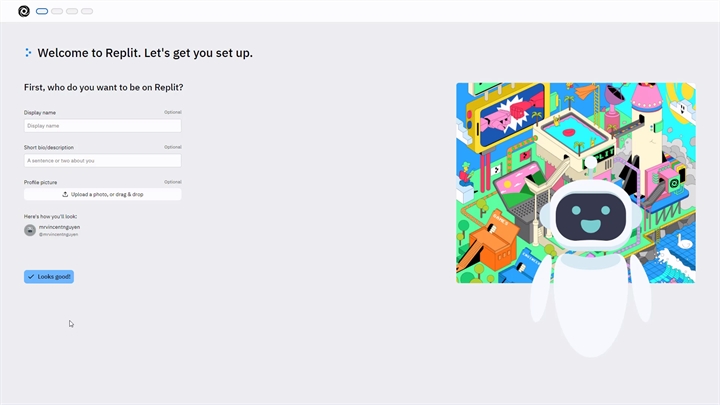 Welcome to Replit. Let's get you set up.
First, who do you want to be on Replit?
Display name Optional
Display name
Short bio/description Optional
A sentence or two about you
Profile picture Optional
Upload a photo, or drag & drop
Here's how you'll look:
mrvincentnguyen
@mrvincentnguyen
Looks good!